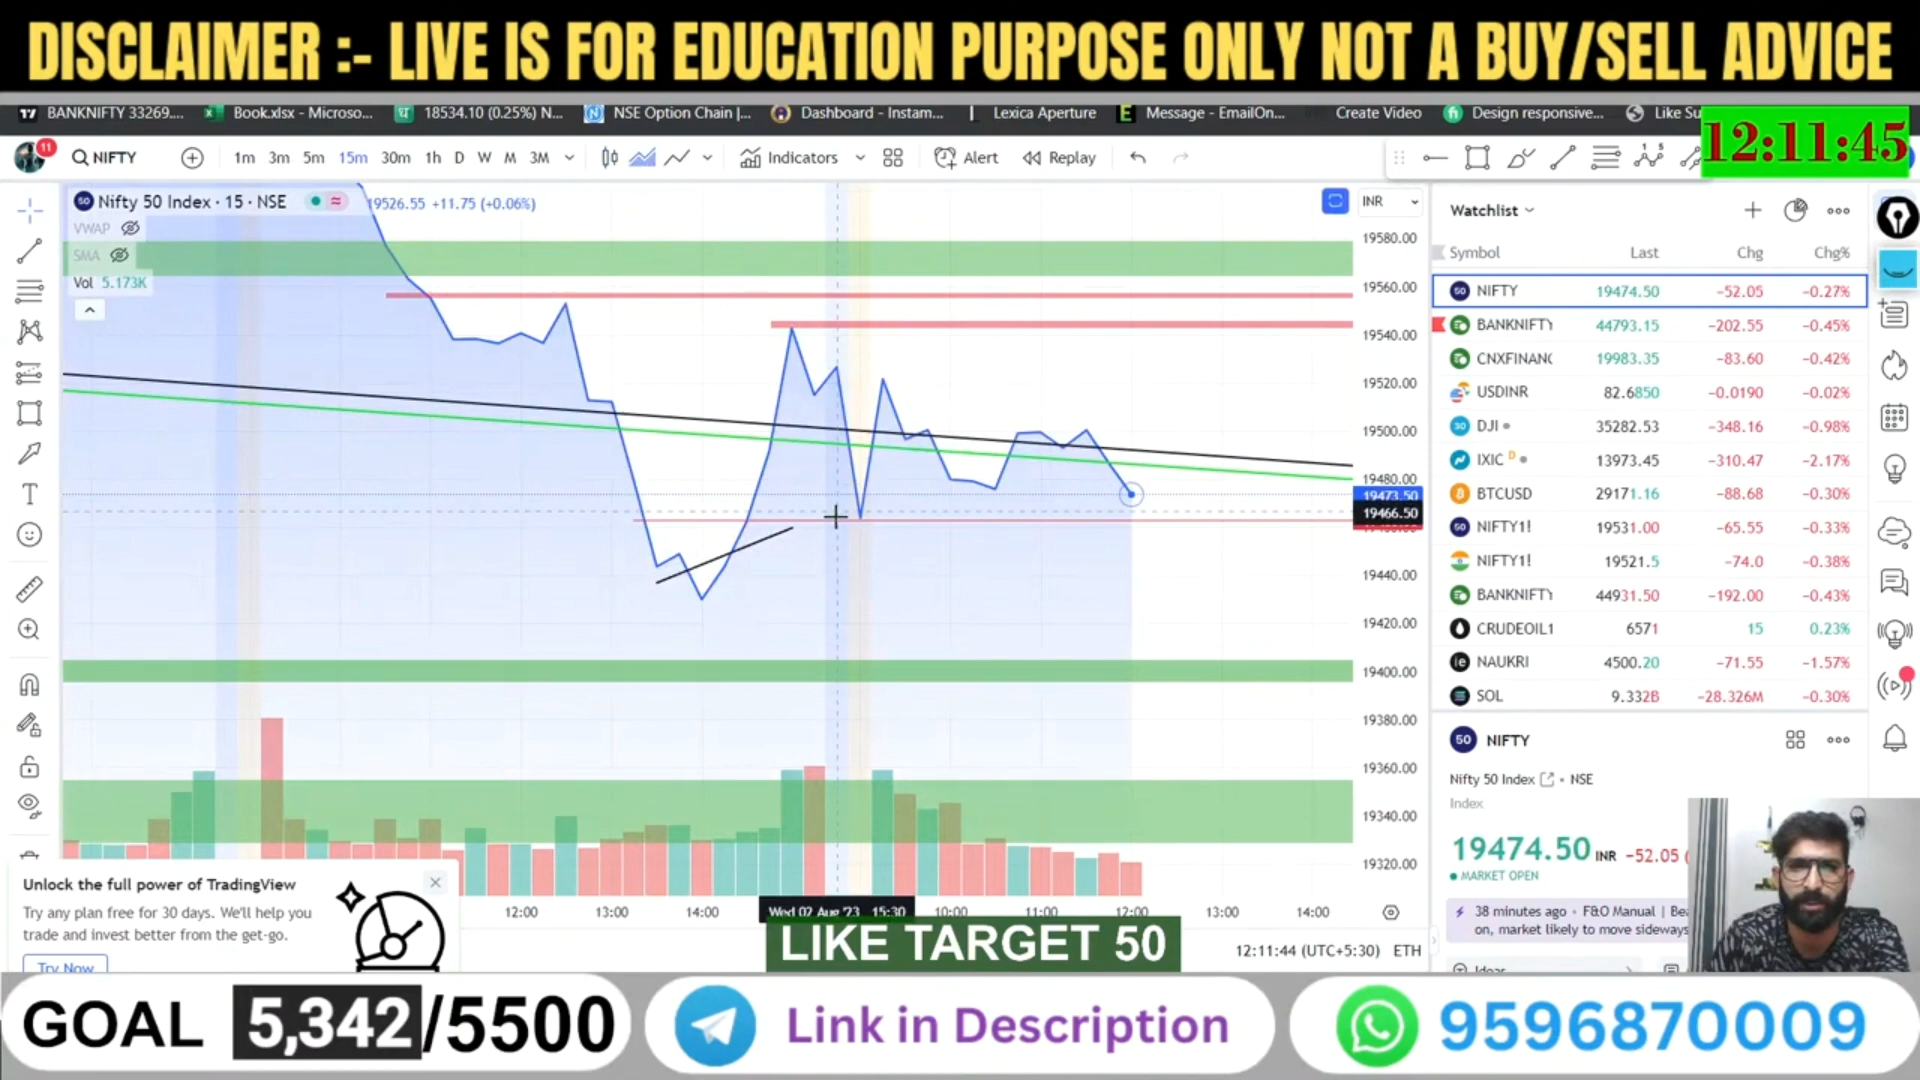 DISCLAIMER :- LIVE IS FOR EDUCATION PURPOSE ONLY NOT A BUY/SELL ADVICE
BANKNIFTY 33269.... Book.xlsx - Microso... 18534.10 (0.25%) N... NSE Option Chain |... Dashboard - Instam... Lexica Aperture Message - EmailOn... Create Video Design responsive... Like Su
12:11:45
11 NIFTY 1m 3m 5m 15m 30m 1h D W M 3M Indicators Alert Replay
Nifty 50 Index · 15 · NSE 19526.55 +11.75 (+0.06%)
VWAP
SMA
Vol 5.173K
INR
19580.00
19560.00
19540.00
19520.00
19500.00
19480.00
19473.50
19466.50
19440.00
19420.00
19400.00
19380.00
19360.00
19340.00
19320.00
Watchlist
Symbol Last Chg Chg%
NIFTY 19474.50 −52.05 −0.27%
BANKNIFTY 44793.15 −202.55 −0.45%
CNXFINANC 19983.35 −83.60 −0.42%
USDINR 82.6850 −0.0190 −0.02%
DJI 35282.53 −348.16 −0.98%
IXIC D 13973.45 −310.47 −2.17%
BTCUSD 29171.16 −88.68 −0.30%
NIFTY1! 19531.00 −65.55 −0.33%
NIFTY1! 19521.5 −74.0 −0.38%
BANKNIFTY 44931.50 −192.00 −0.43%
CRUDEOIL1 6571 15 0.23%
NAUKRI 4500.20 −71.55 −1.57%
SOL 9.332B −28.326M −0.30%
50 NIFTY
Nifty 50 Index · NSE
Index
19474.50 INR −52.05 (
MARKET OPEN
38 minutes ago · F&O Manual | Bea
on, market likely to move sideways
Ideas
12:00 13:00 14:00 Wed 02 Aug '23 15:30 10:00 11:00 12:00 13:00 14:00
12:11:44 (UTC+5:30) ETH
Unlock the full power of TradingView
Try any plan free for 30 days. We'll help you
trade and invest better from the get-go.
Try Now
LIKE TARGET 50
GOAL 5,342/5500
Link in Description
9596870009